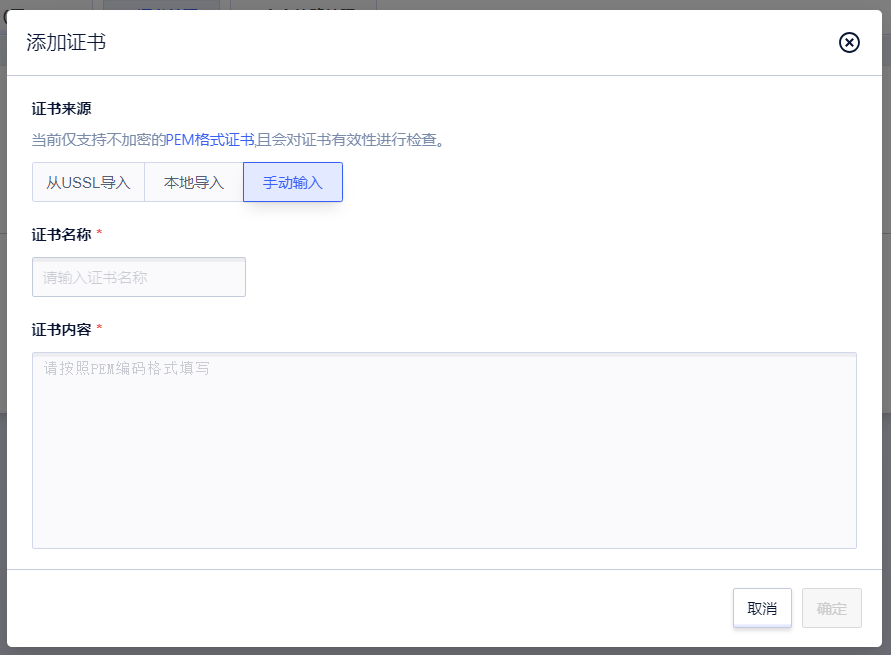 添加证书
证书来源
当前仅支持不加密的PEM格式证书,且会对证书有效性进行检查。
从USSL导入 本地导入 手动输入
证书名称 *
请输入证书名称
证书内容 *
请按照PEM编码格式填写
取消 确定